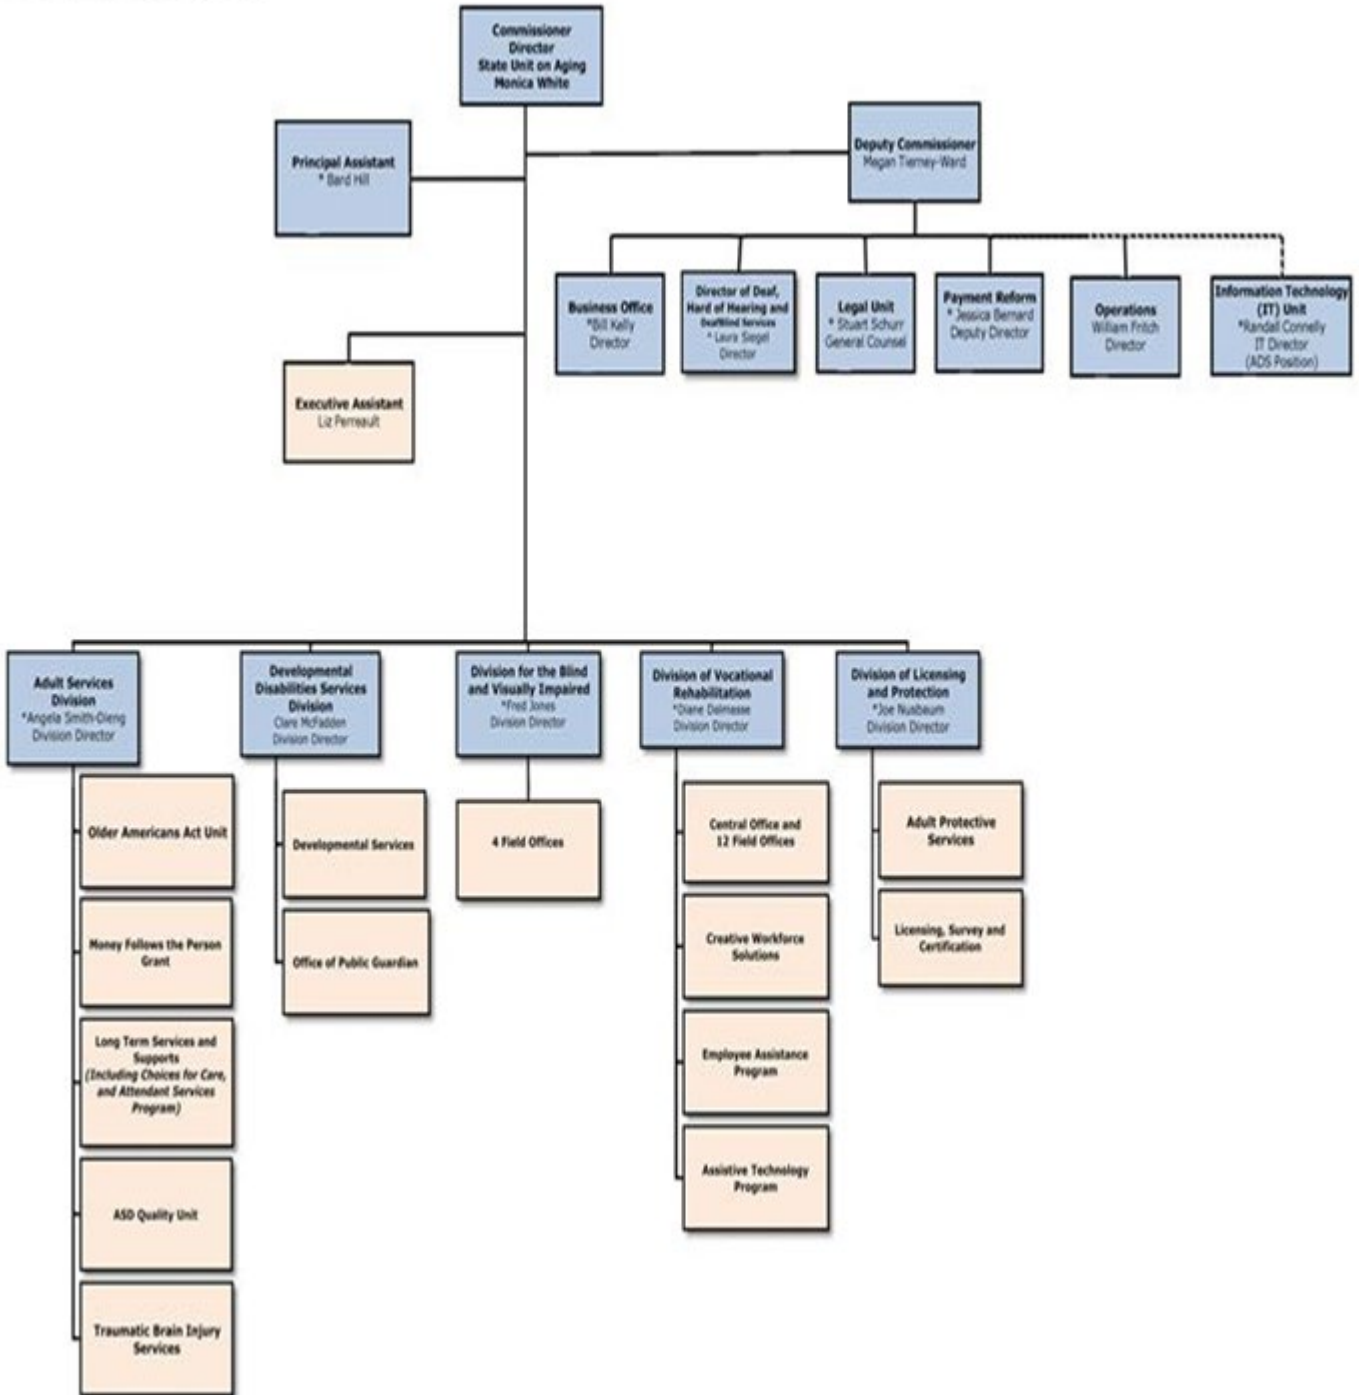 Commissioner
Director
State Unit on Aging
Monica White
Principal Assistant
* Bard Hill
Deputy Commissioner
Megan Tierney-Ward
Business Office
*Bill Kelly
Director
Director of Deaf,
Hard of Hearing and
DeafBlind Services
* Laura Siegel
Director
Legal Unit
* Stuart Schurr
General Counsel
Payment Reform
* Jessica Bernard
Deputy Director
Operations
William Fritch
Director
Information Technology
(IT) Unit
*Randall Connelly
IT Director
(ADS Position)
Executive Assistant
Liz Perreault
Adult Services
Division
*Angela Smith-Dieng
Division Director
Developmental
Disabilities Services
Division
Clare McFadden
Division Director
Division for the Blind
and Visually Impaired
*Fred Jones
Division Director
Division of Vocational
Rehabilitation
*Diane Dalmasse
Division Director
Division of Licensing
and Protection
*Joe Nusbaum
Division Director
Older Americans Act Unit
Money Follows the Person
Grant
Long Term Services and
Supports
(Including Choices for Care,
and Attendant Services
Program)
ASD Quality Unit
Traumatic Brain Injury
Services
Developmental Services
Office of Public Guardian
4 Field Offices
Central Office and
12 Field Offices
Creative Workforce
Solutions
Employee Assistance
Program
Assistive Technology
Program
Adult Protective
Services
Licensing, Survey and
Certification